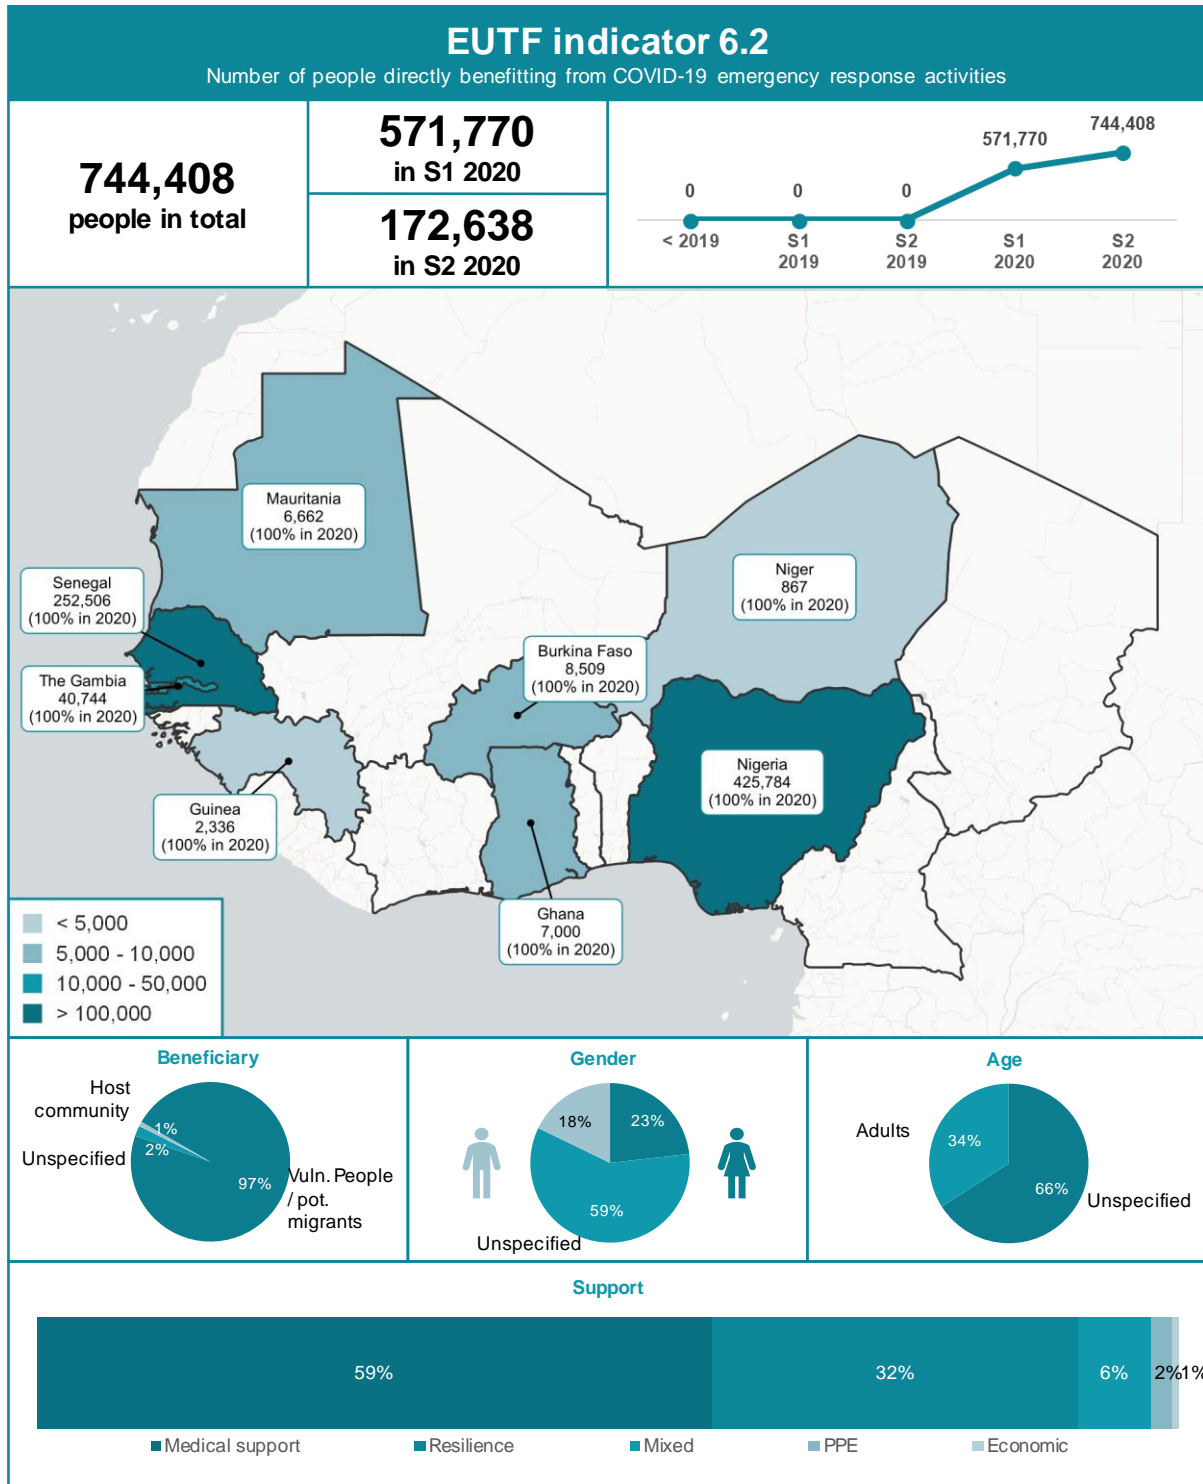 EUTF indicator 6.2
Number of people directly benefitting from COVID-19 emergency response activities
744,408
people in total
571,770
in S1 2020
172,638
in S2 2020
0
0
0
571,770
744,408
< 2019
S1
2019
S2
2019
S1
2020
S2
2020
Mauritania
6,662
(100% in 2020)
Senegal
252,506
(100% in 2020)
The Gambia
40,744
(100% in 2020)
Guinea
2,336
(100% in 2020)
Niger
867
(100% in 2020)
Burkina Faso
8,509
(100% in 2020)
Nigeria
425,784
(100% in 2020)
Ghana
7,000
(100% in 2020)
< 5,000
5,000 - 10,000
10,000 - 50,000
> 100,000
Beneficiary
Host
community
1%
Unspecified
2%
97%
Vuln. People
/ pot.
migrants
Gender
18%
23%
59%
Unspecified
Age
Adults
34%
66%
Unspecified
Support
59%
32%
6%
2%
1%
Medical support
Resilience
Mixed
PPE
Economic